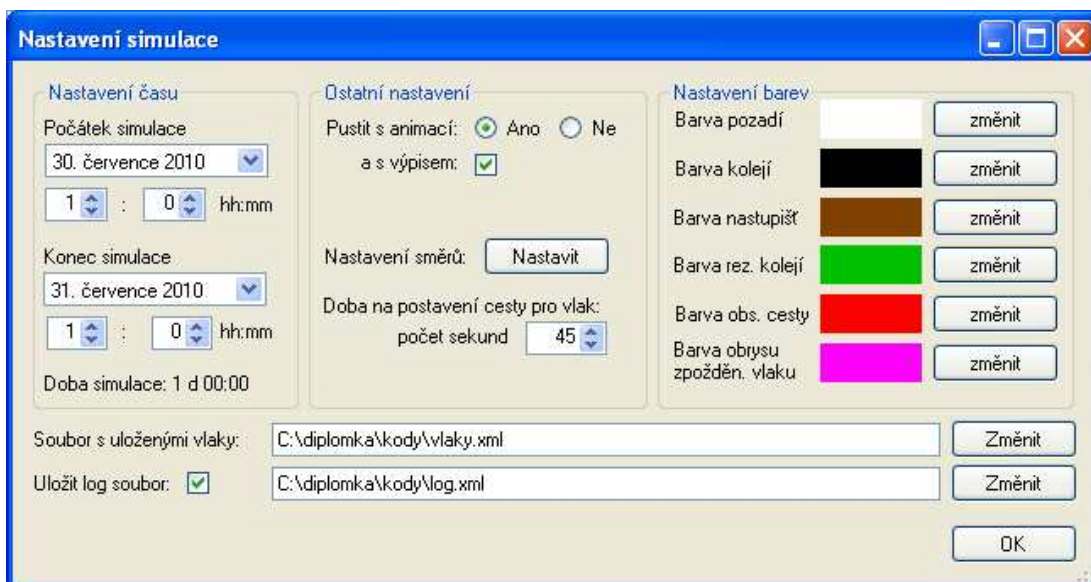 Nastavení simulace
Nastavení času
Počátek simulace
30. července 2010
1 : 0 hh:mm
Konec simulace
31. července 2010
1 : 0 hh:mm
Doba simulace: 1 d 00:00
Ostatní nastavení
Pustit s animací: Ano Ne
a s výpisem:
Nastavení směrů: Nastavit
Doba na postavení cesty pro vlak:
počet sekund 45
Nastavení barev
Barva pozadí změnit
Barva kolejí změnit
Barva nastupišť změnit
Barva rez. kolejí změnit
Barva obs. cesty změnit
Barva obrysu
zpožděn. vlaku změnit
Soubor s uloženými vlaky: C:\diplomka\kody\vlaky.xml Změnit
Uložit log soubor: C:\diplomka\kody\log.xml Změnit
OK